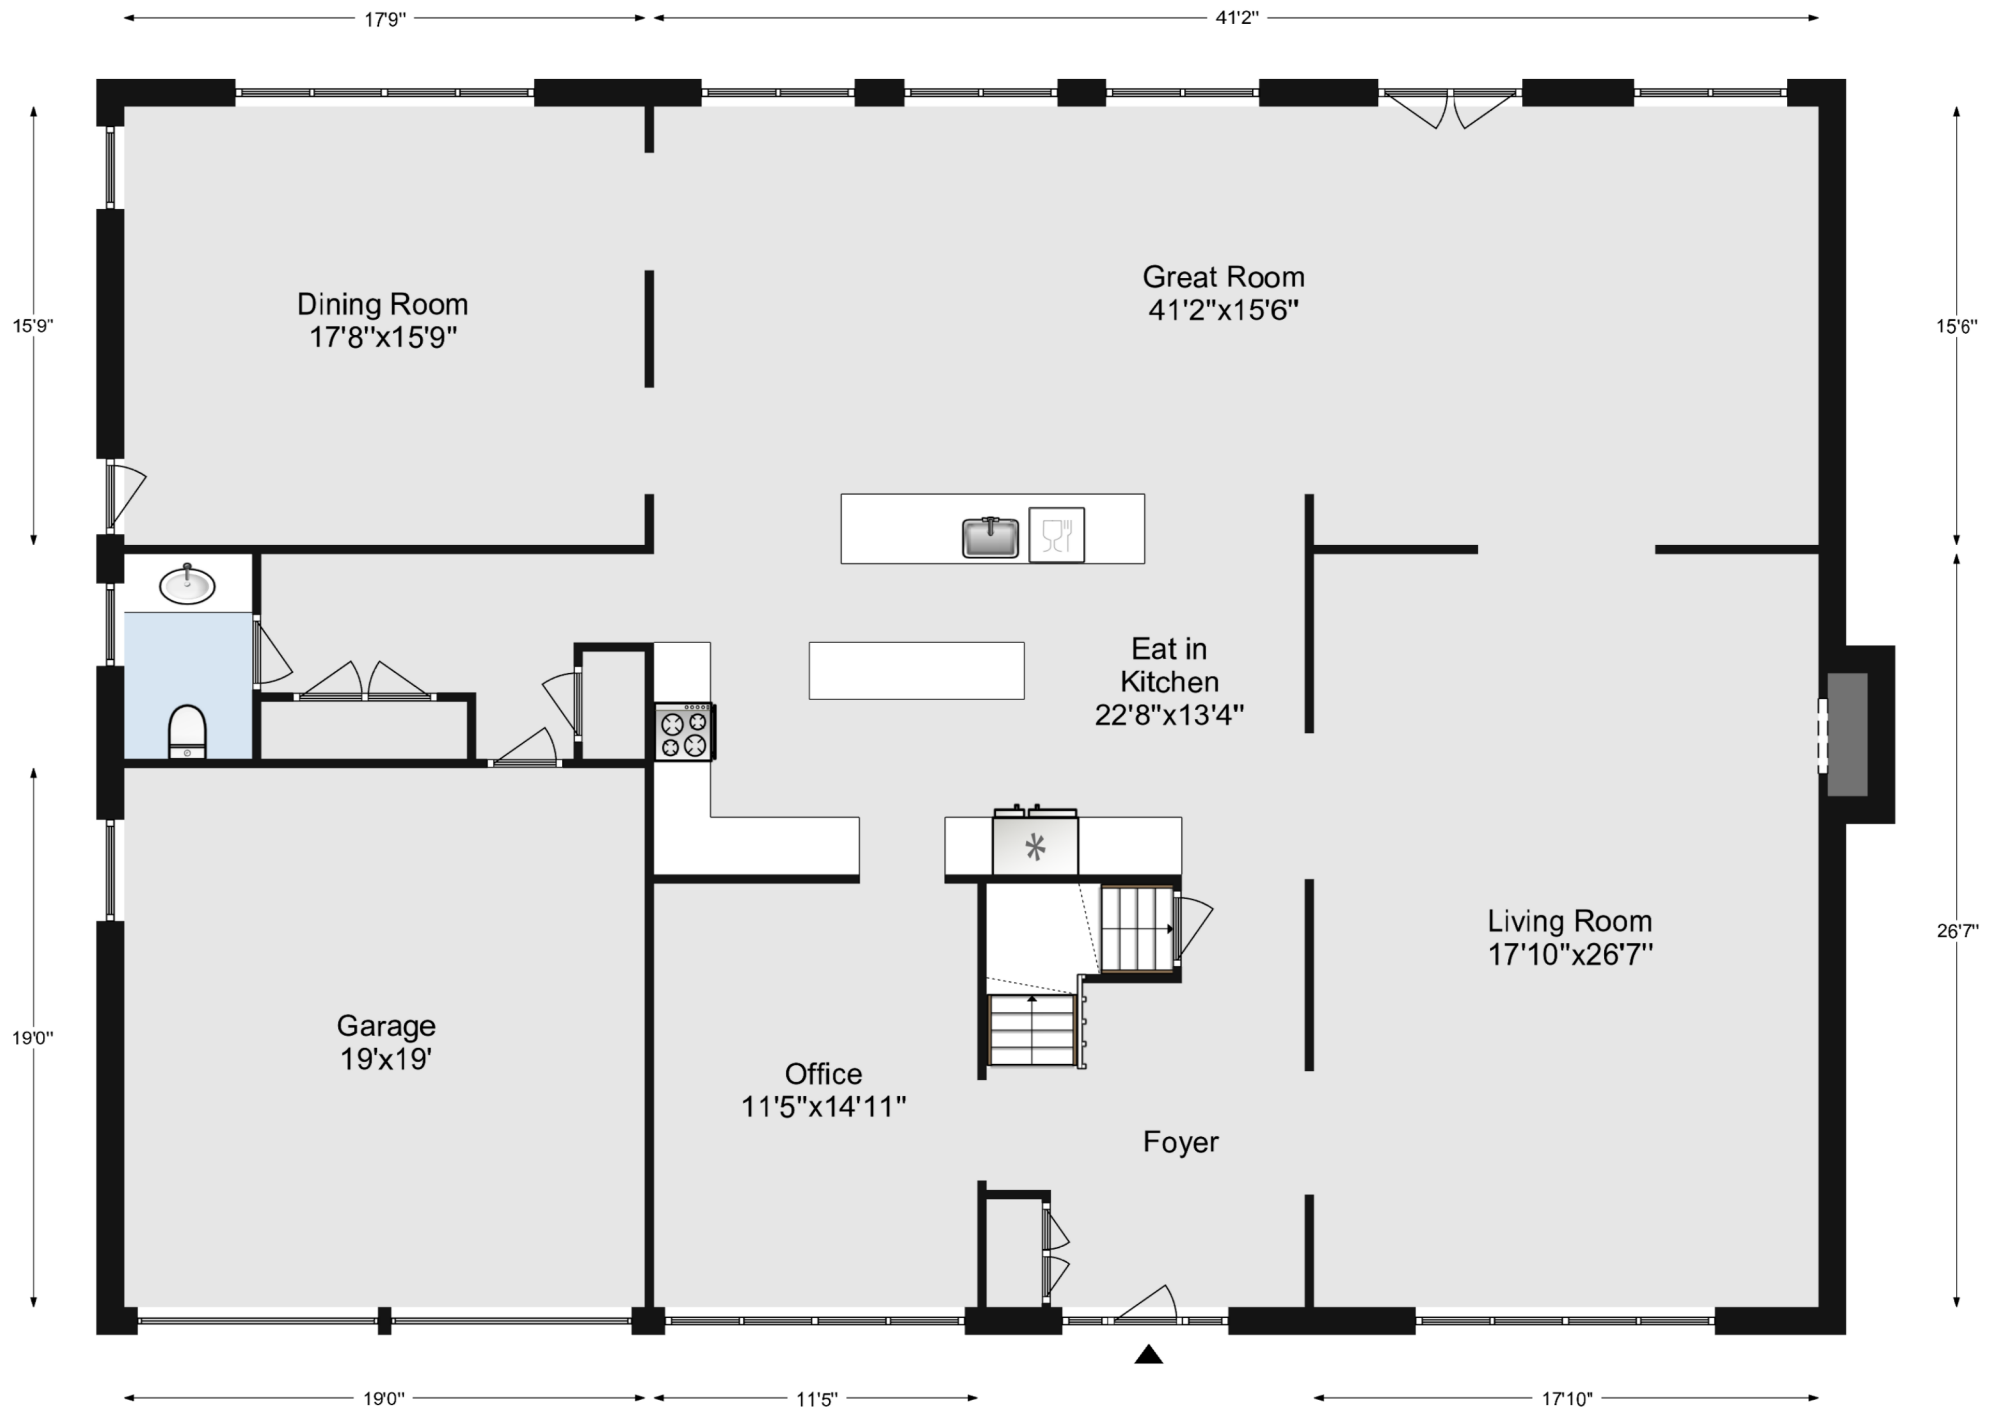 17'9"
41'2"
Great Room
41'2"x15'6"
Dining Room
17'8"x15'9"
15'9"
15'6"
Eat in
Kitchen
22'8"x13'4"
Living Room
17'10"x26'7"
26'7"
Garage
19'x19'
19'0"
Office
11'5"x14'11"
Foyer
19'0"
11'5"
17'10"